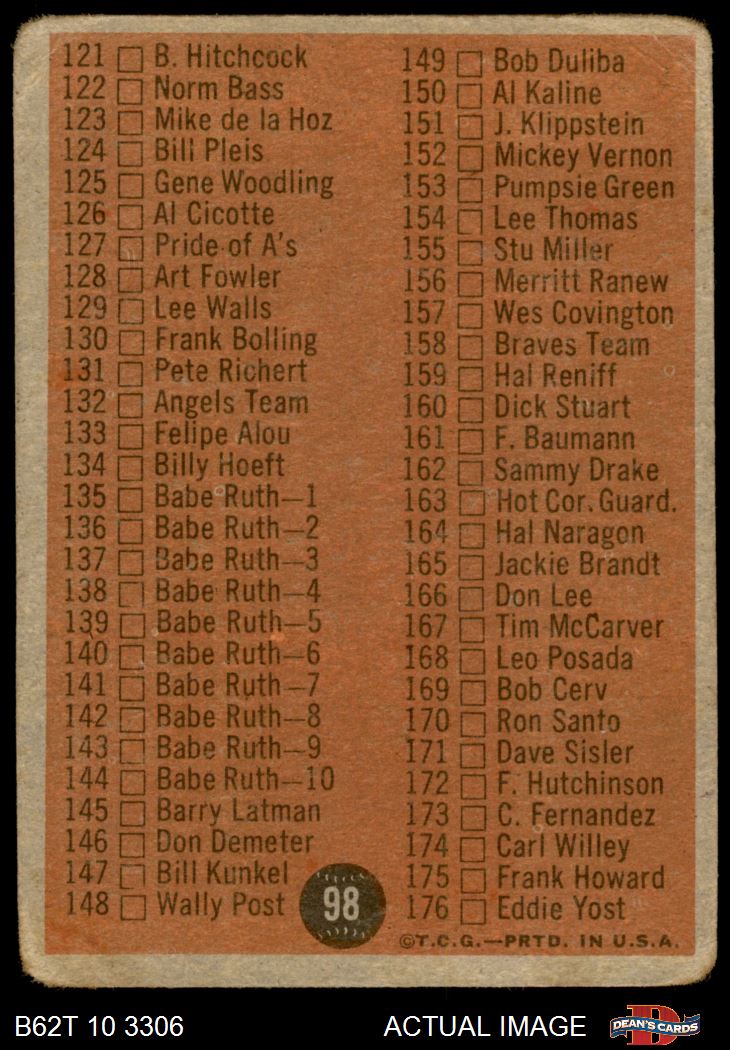 121 B. Hitchcock
122 Norm Bass
123 Mike de la Hoz
124 Bill Pleis
125 Gene Woodling
126 Al Cicotte
127 Pride of A's
128 Art Fowler
129 Lee Walls
130 Frank Bolling
131 Pete Richert
132 Angels Team
133 Felipe Alou
134 Billy Hoeft
135 Babe Ruth—1
136 Babe Ruth—2
137 Babe Ruth—3
138 Babe Ruth—4
139 Babe Ruth—5
140 Babe Ruth—6
141 Babe Ruth—7
142 Babe Ruth—8
143 Babe Ruth—9
144 Babe Ruth—10
145 Barry Latman
146 Don Demeter
147 Bill Kunkel
148 Wally Post
98
149 Bob Duliba
150 Al Kaline
151 J. Klippstein
152 Mickey Vernon
153 Pumpsie Green
154 Lee Thomas
155 Stu Miller
156 Merritt Ranew
157 Wes Covington
158 Braves Team
159 Hal Reniff
160 Dick Stuart
161 F. Baumann
162 Sammy Drake
163 Hot Cor. Guard.
164 Hal Naragon
165 Jackie Brandt
166 Don Lee
167 Tim McCarver
168 Leo Posada
169 Bob Cerv
170 Ron Santo
171 Dave Sisler
172 F. Hutchinson
173 C. Fernandez
174 Carl Willey
175 Frank Howard
176 Eddie Yost
©T.C.G.—PRTD. IN U.S.A.
B62T 10 3306
ACTUAL IMAGE
D
DEAN'S CARDS